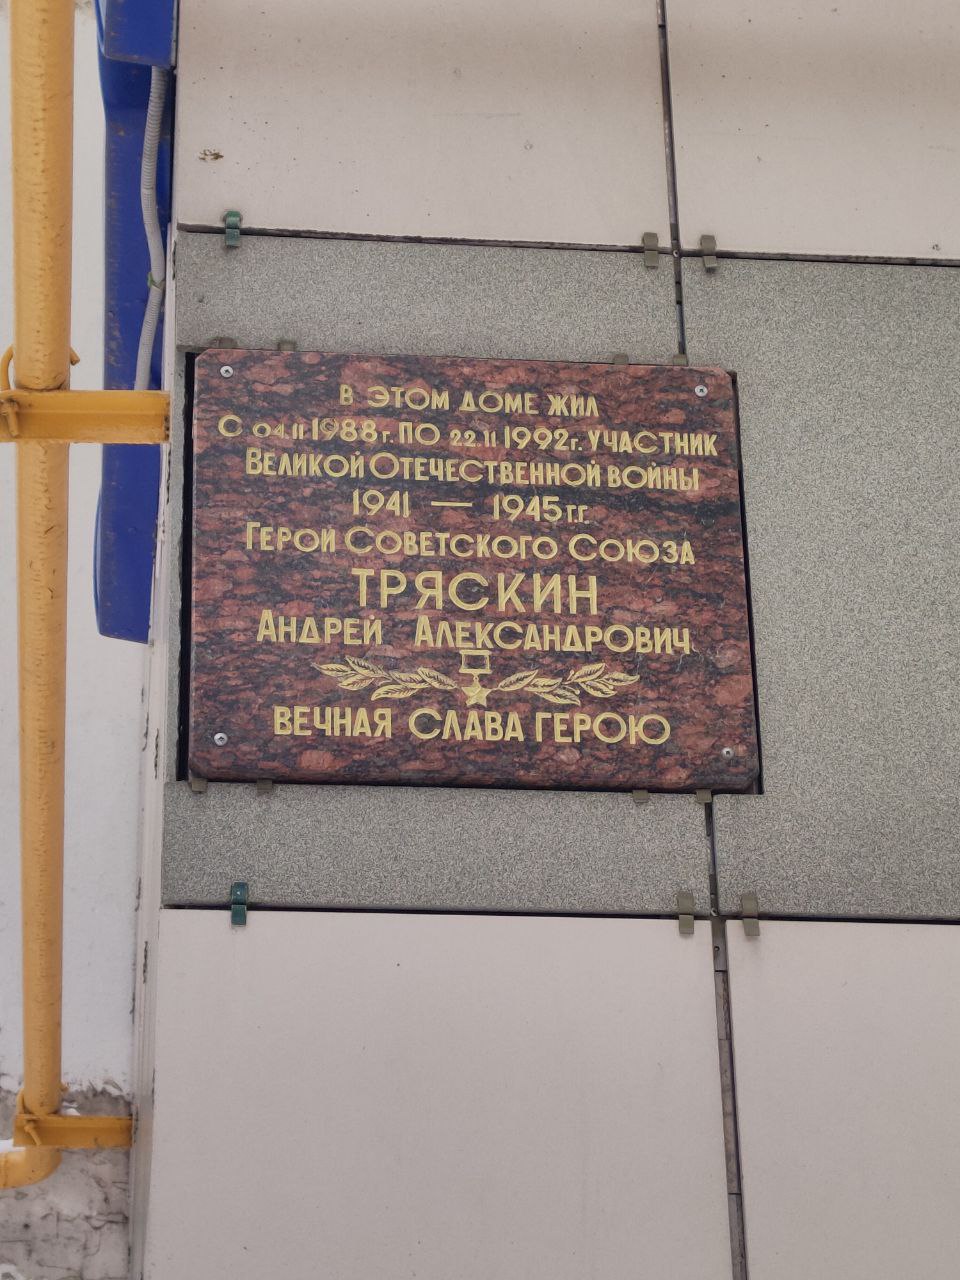 В ЭТОМ ДОМЕ ЖИЛ
С 04.11 1988 г. ПО 22.11 1992 г. УЧАСТНИК
ВЕЛИКОЙ ОТЕЧЕСТВЕННОЙ ВОЙНЫ
1941 — 1945 г.г.
ГЕРОЙ СОВЕТСКОГО СОЮЗА
ТРЯСКИН
АНДРЕЙ АЛЕКСАНДРОВИЧ
ВЕЧНАЯ СЛАВА ГЕРОЮ